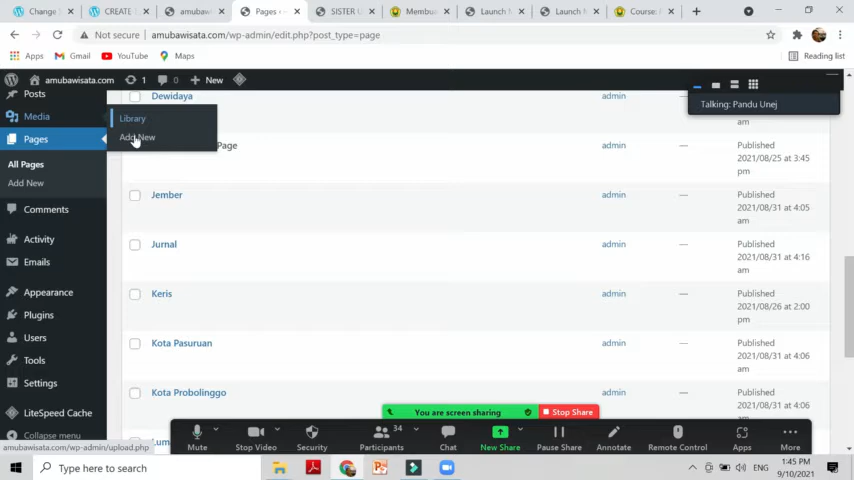 Change
CREATE
amubaw
Pages
SISTER U
Membua
Launch M
Launch M
Course:
Not secure
amubawisata.com/wp-admin/edit.php?post_type=page
Apps
Gmail
YouTube
Maps
Reading list
amubawisata.com
1
0
New
Posts
Media
Pages
All Pages
Add New
Comments
Activity
Emails
Appearance
Plugins
Users
Tools
Settings
LiteSpeed Cache
Collapse menu
Library
Add New
Talking: Pandu Unej
Dewidaya
admin
—
am
Page
admin
—
Published
2021/08/25 at 3:45
pm
Jember
admin
—
Published
2021/08/31 at 4:05
am
Jurnal
admin
—
Published
2021/08/31 at 4:16
am
Keris
admin
—
Published
2021/08/26 at 2:00
pm
Kota Pasuruan
admin
—
Published
2021/08/31 at 4:06
am
Kota Probolinggo
admin
—
Published
2021/08/31 at 4:06
am
Lum
You are screen sharing
Stop Share
Mute
Stop Video
Security
34
Participants
Chat
New Share
Pause Share
Annotate
Remote Control
Apps
More
amubawisata.com/wp-admin/upload.php
Type here to search
ENG
1:45 PM
9/10/2021